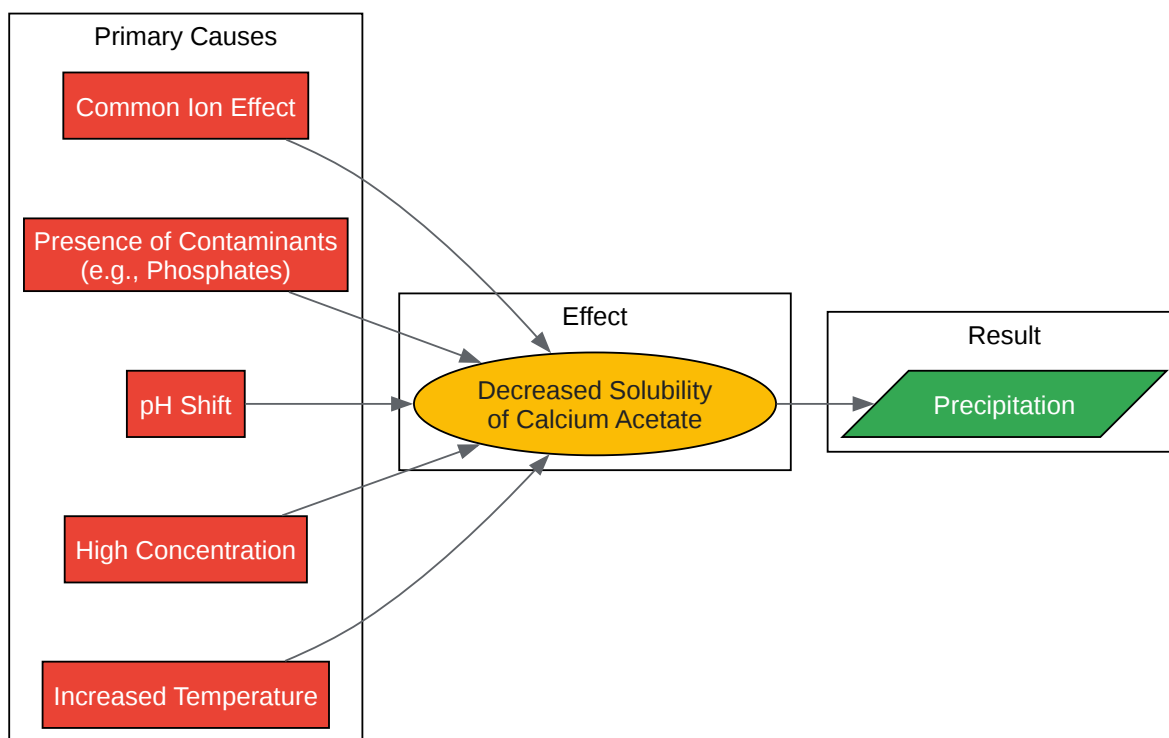 Primary Causes
Common Ion Effect
Presence of Contaminants
(e.g., Phosphates)
pH Shift
High Concentration
Increased Temperature
Effect
Decreased Solubility
of Calcium Acetate
Result
Precipitation